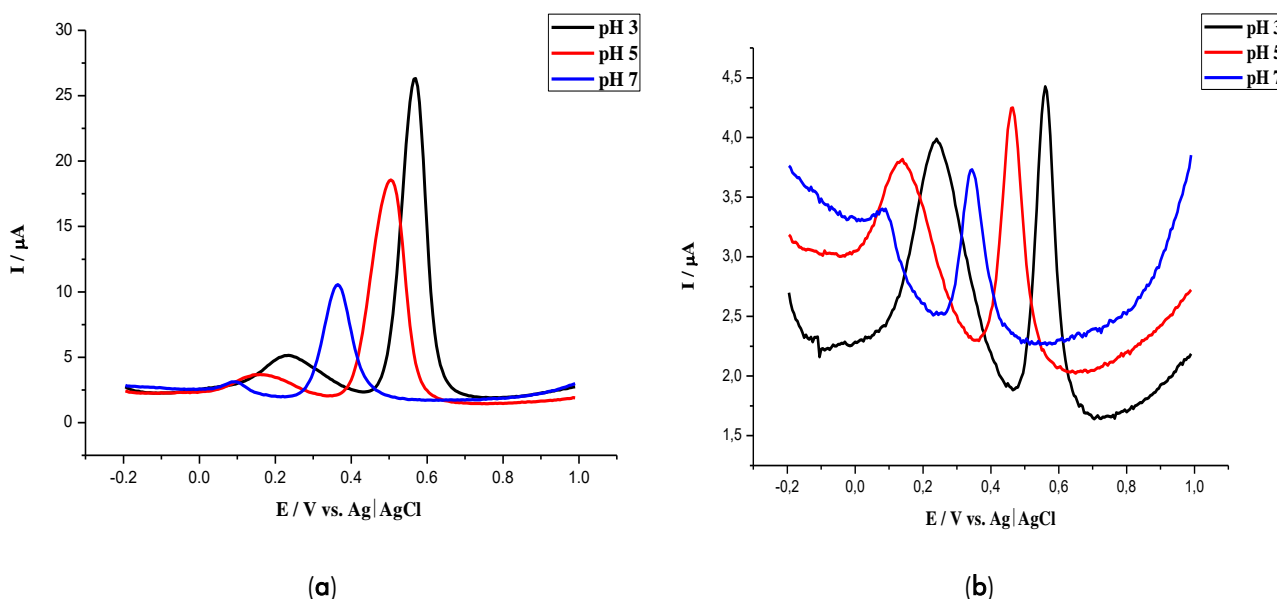 pH 3
pH 5
pH 7
30
25
20
15
10
5
0
I / µA
-0.2 0.0 0.2 0.4 0.6 0.8 1.0
E / V vs. Ag|AgCl
(a)
pH 3
pH 5
pH 7
4,75
4,5
4,0
3,5
3,0
2,5
2,0
1,5
I / µA
-0,2 0,0 0,2 0,4 0,6 0,8 1,0
E / V vs. Ag|AgCl
(b)